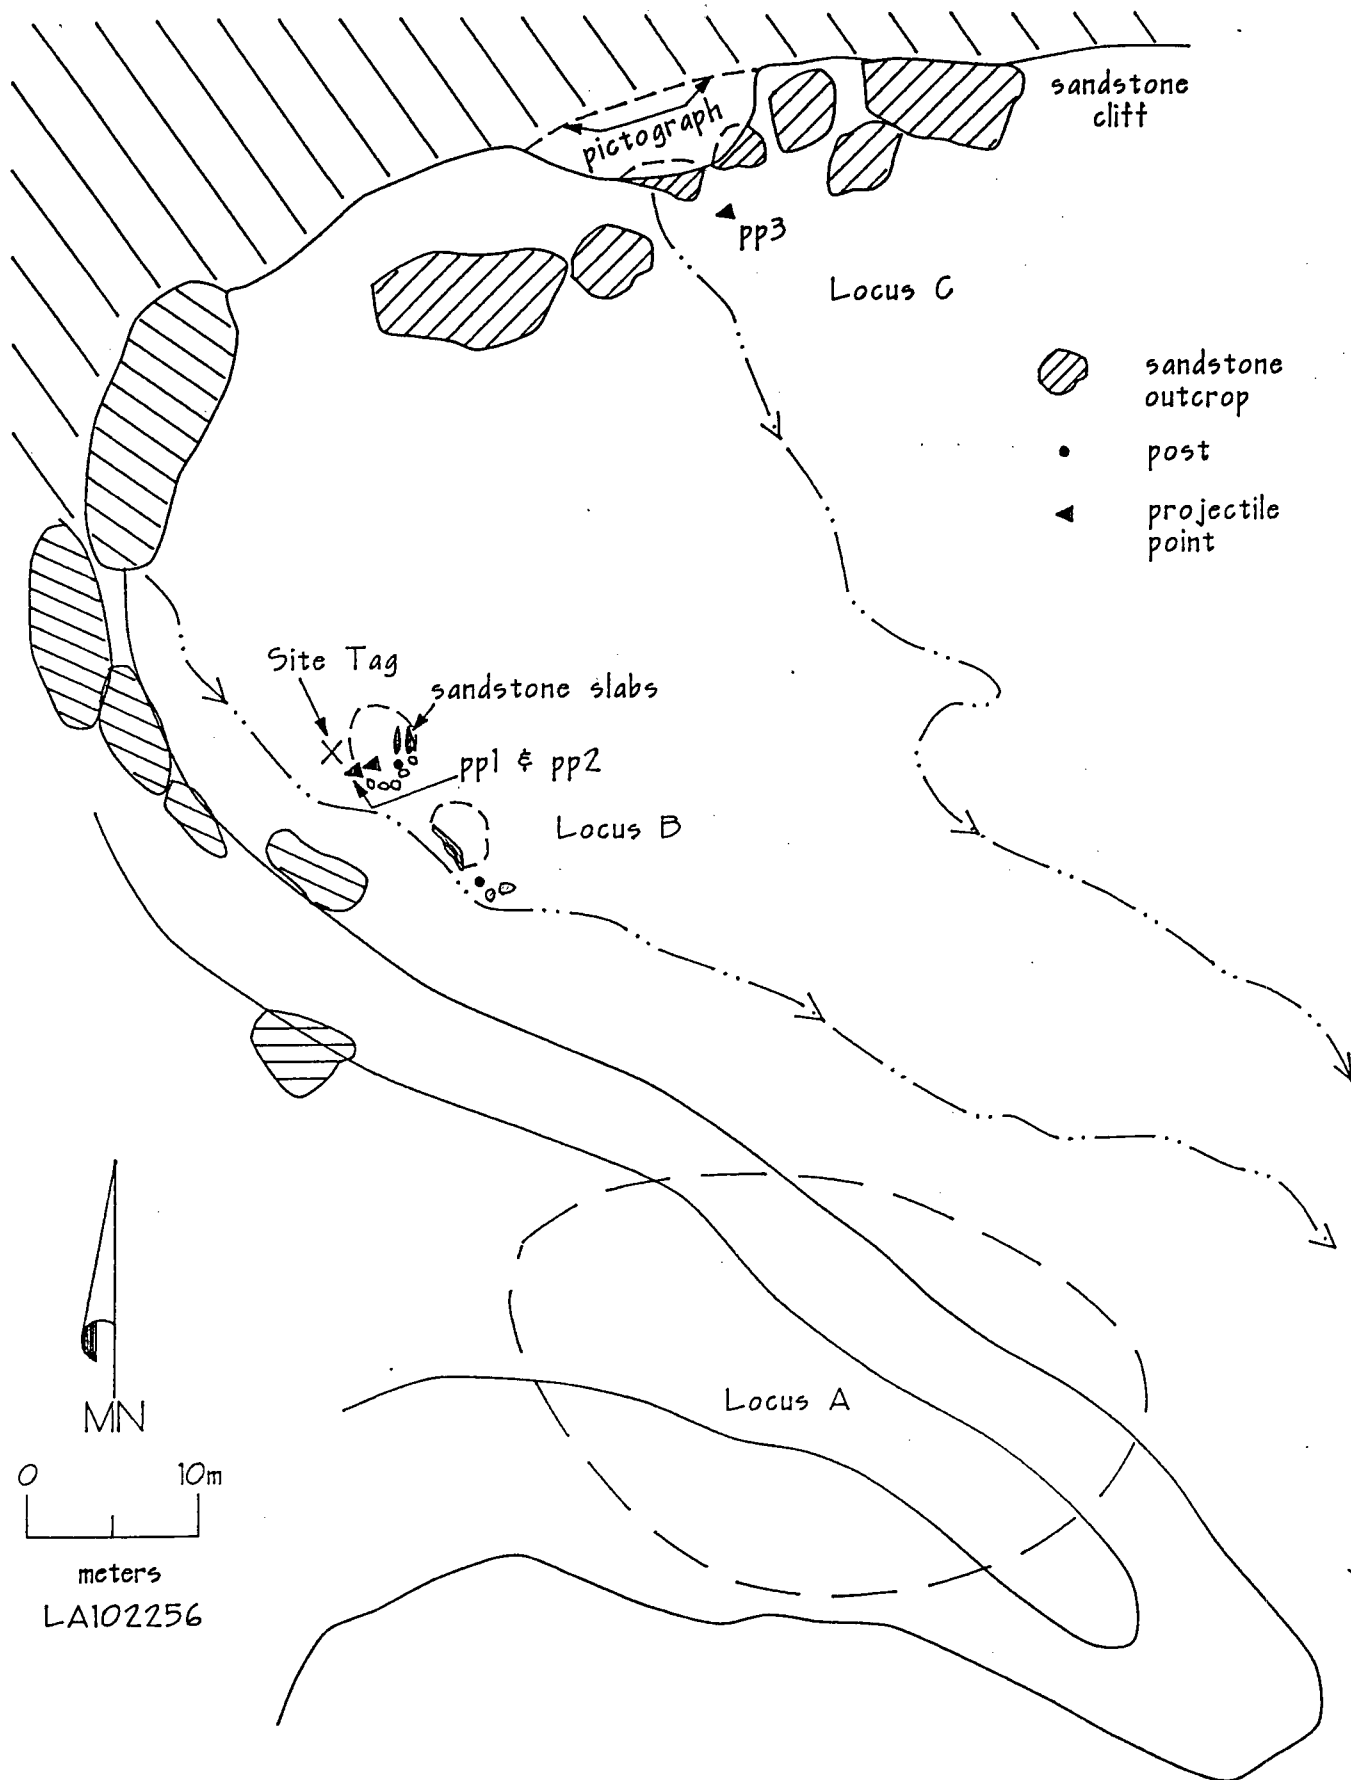 sandstone
cliff
pictograph
pp3
Locus C
sandstone
outcrop
post
projectile
point
Site Tag
sandstone slabs
pp1 & pp2
Locus B
Locus A
MN
0 10m
meters
LA102256